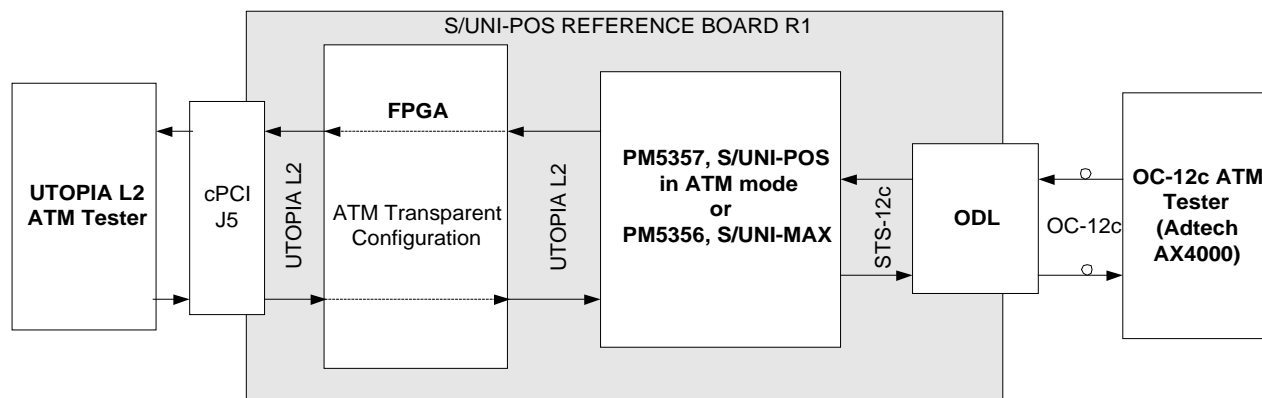 S/UNI-POS REFERENCE BOARD R1
UTOPIA L2
ATM Tester
cPCI
J5
UTOPIA L2
FPGA
ATM Transparent
Configuration
UTOPIA L2
PM5357, S/UNI-POS
in ATM mode
or
PM5356, S/UNI-MAX
STS-12c
ODL
OC-12c
OC-12c ATM
Tester
(Adtech
AX4000)